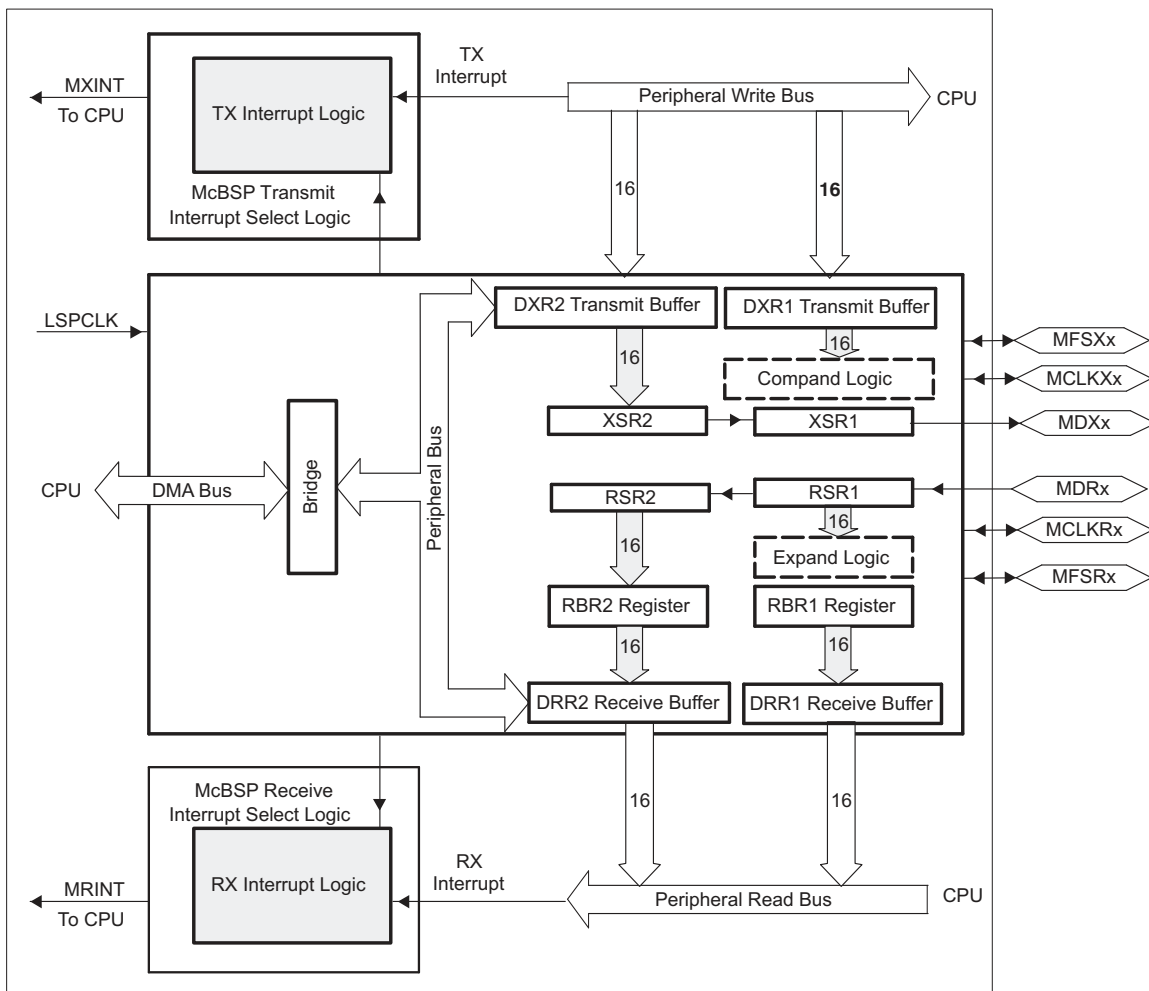 TX
Interrupt
MXINT
To CPU
TX Interrupt Logic
Peripheral Write Bus
CPU
McBSP Transmit
Interrupt Select Logic
16
16
LSPCLK
DXR2 Transmit Buffer
DXR1 Transmit Buffer
16
16
MFSXx
Compand Logic
MCLKXx
XSR2
XSR1
MDXx
CPU
DMA Bus
Bridge
Peripheral Bus
RSR2
RSR1
MDRx
16
16
MCLKRx
Expand Logic
MFSRx
RBR2 Register
RBR1 Register
16
16
DRR2 Receive Buffer
DRR1 Receive Buffer
McBSP Receive
Interrupt Select Logic
16
16
RX
Interrupt
MRINT
To CPU
RX Interrupt Logic
Peripheral Read Bus
CPU